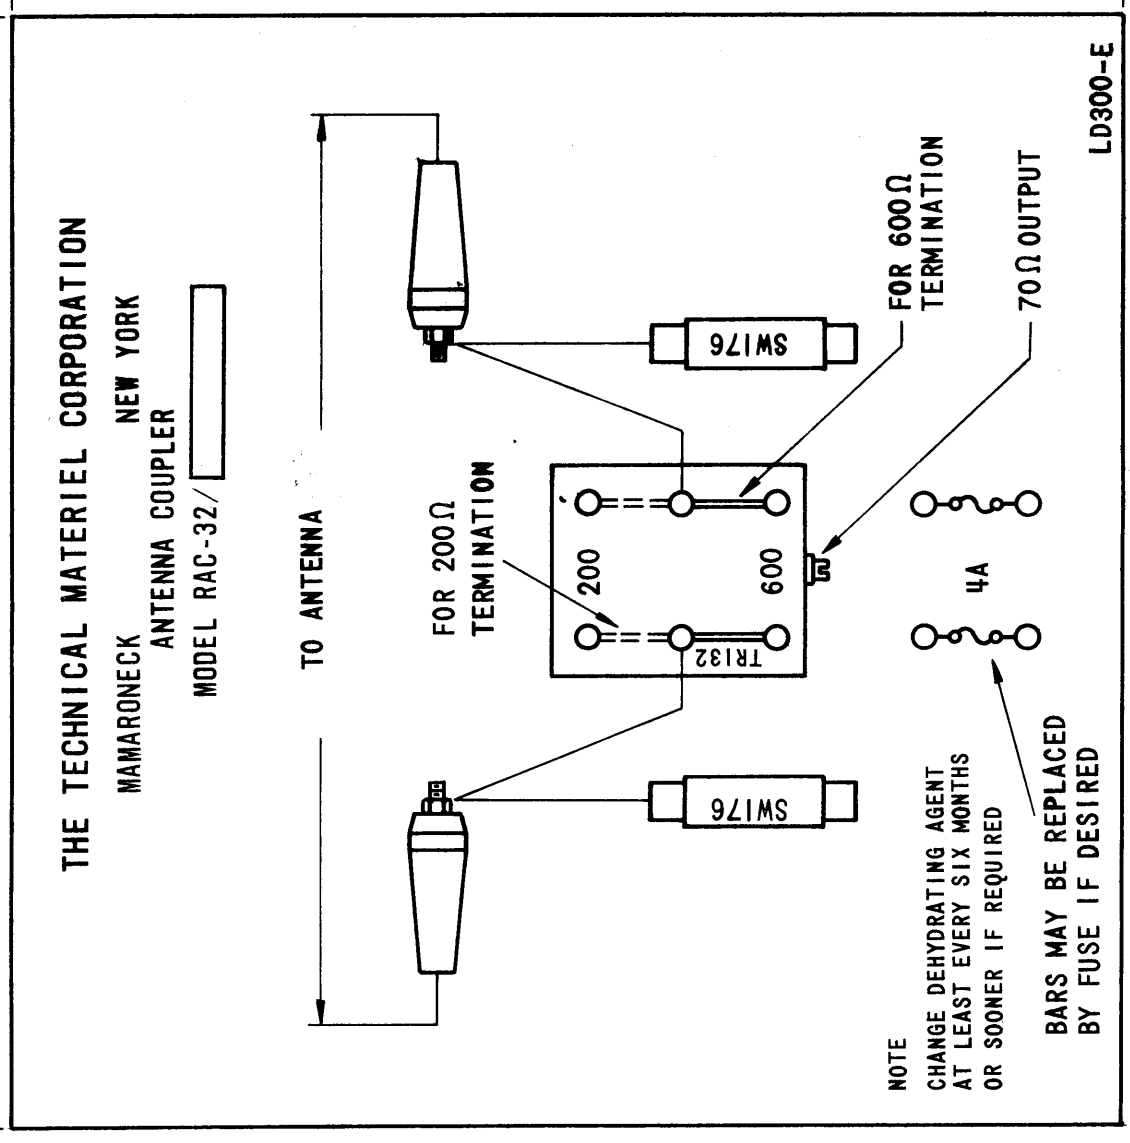 THE TECHNICAL MATERIEL CORPORATION
MAMARONECK NEW YORK
ANTENNA COUPLER
MODEL RAC-32/
TO ANTENNA
FOR 200Ω
TERMINATION
200
600
TR132
SW176
SW176
FOR 600Ω
TERMINATION
70Ω OUTPUT
4A
NOTE
CHANGE DEHYDRATING AGENT
AT LEAST EVERY SIX MONTHS
OR SOONER IF REQUIRED
BARS MAY BE REPLACED
BY FUSE IF DESIRED
LD300-E